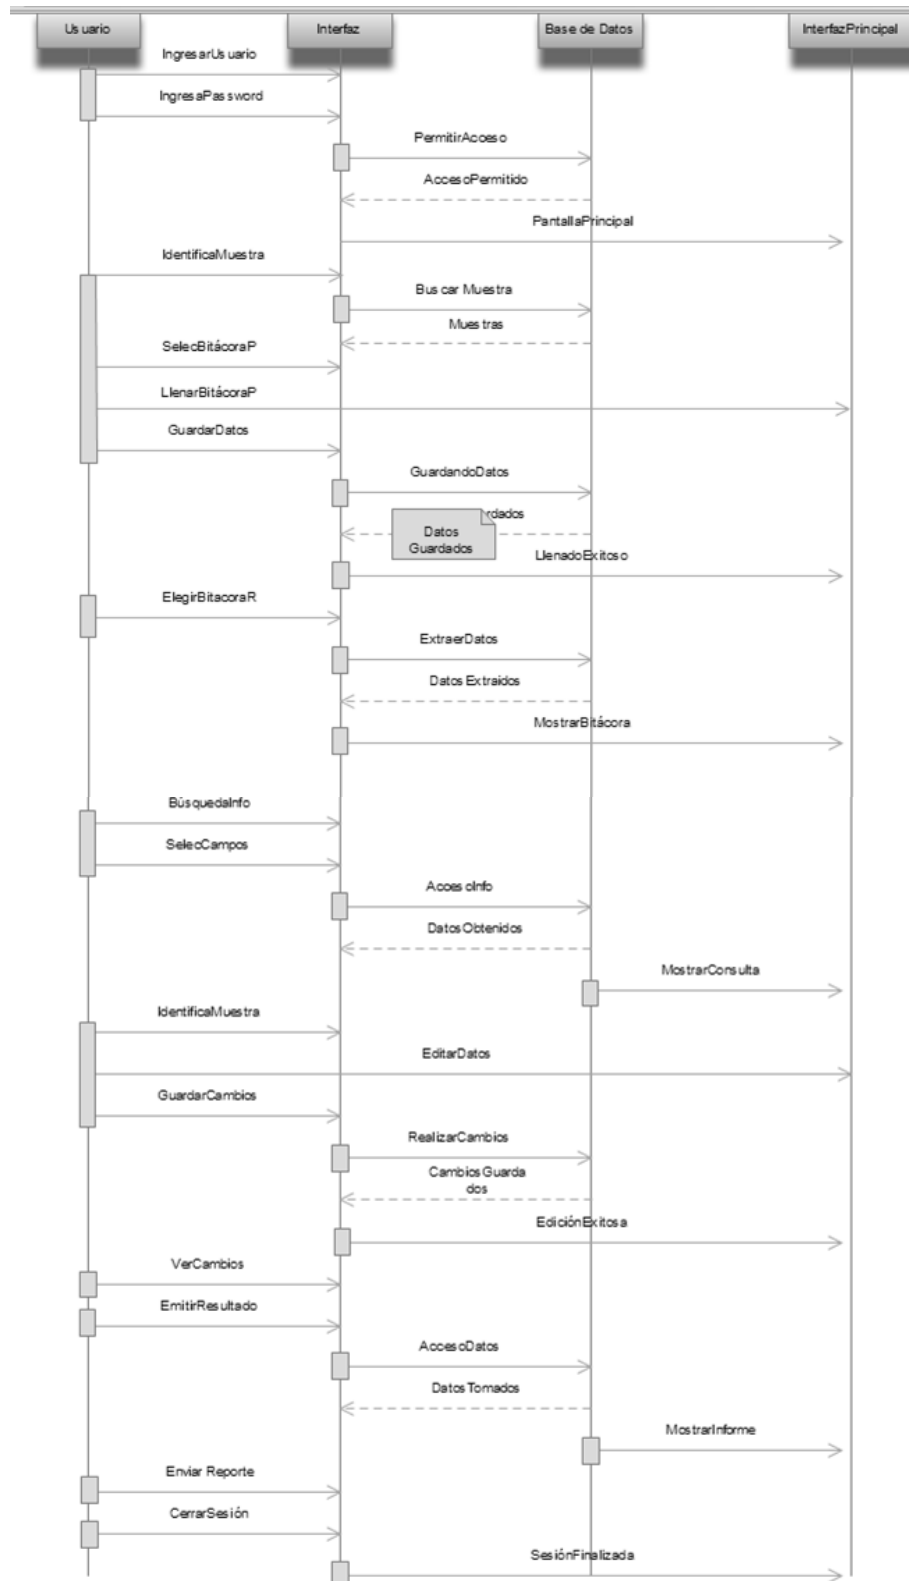 Usuario
Interfaz
Base de Datos
InterfazPrincipal
IngresarUsuario
IngresaPassword
PermitirAcceso
AccesoPermitido
PantallaPrincipal
IdentificaMuestra
Buscar Muestra
Muestras
SelecBitácoraP
LlenarBitácoraP
GuardarDatos
GuardandoDatos
rdados
Datos
Guardados
LlenadoExitoso
ElegirBitacoraR
ExtraerDatos
Datos Extraidos
MostrarBitácora
BúsquedaInfo
SelecCampos
AccesoInfo
DatosObtenidos
MostrarConsulta
IdentificaMuestra
EditarDatos
GuardarCambios
RealizarCambios
CambiosGuarda
dos
EdiciónExitosa
VerCambios
EmitirResultado
AccesoDatos
DatosTomados
MostrarInforme
Enviar Reporte
CerrarSesión
SesiónFinalizada